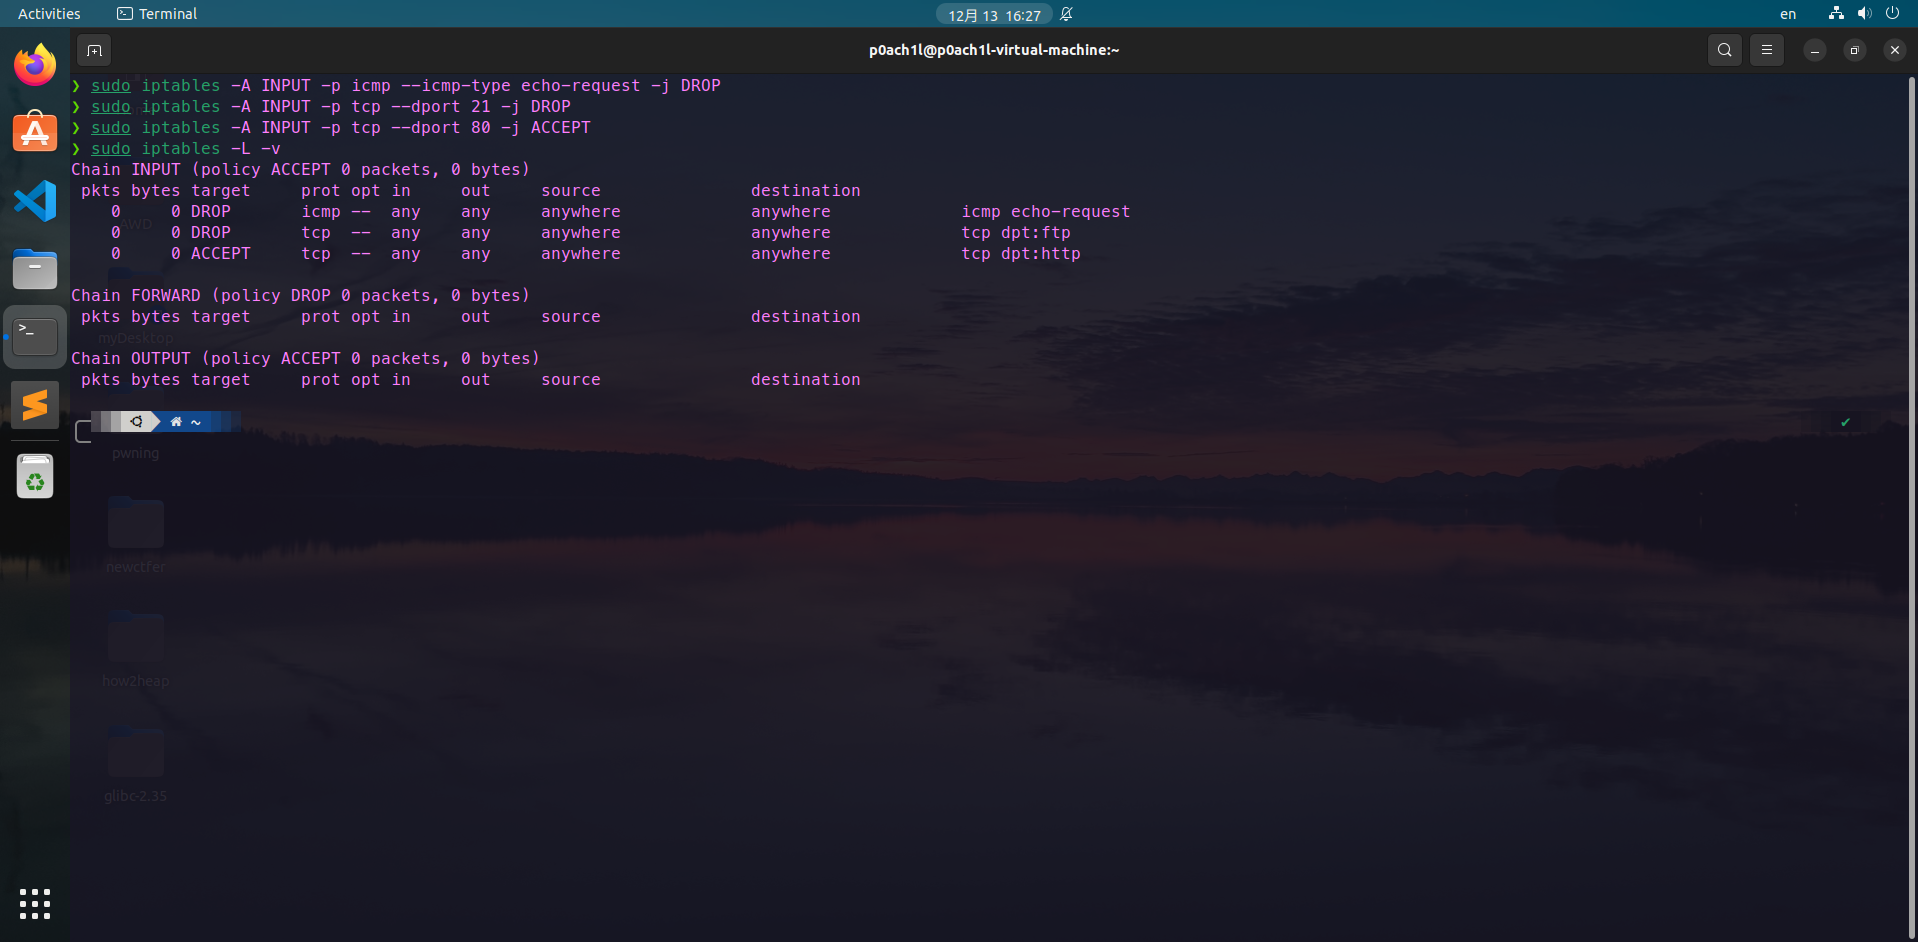 Activities Terminal 12月 13 16:27 en
p0ach1l@p0ach1l-virtual-machine:~
❯ sudo iptables -A INPUT -p icmp --icmp-type echo-request -j DROP
❯ sudo iptables -A INPUT -p tcp --dport 21 -j DROP
❯ sudo iptables -A INPUT -p tcp --dport 80 -j ACCEPT
❯ sudo iptables -L -v
Chain INPUT (policy ACCEPT 0 packets, 0 bytes)
pkts bytes target prot opt in out source destination
0 0 DROP icmp -- any any anywhere anywhere icmp echo-request
0 0 DROP tcp -- any any anywhere anywhere tcp dpt:ftp
0 0 ACCEPT tcp -- any any anywhere anywhere tcp dpt:http
Chain FORWARD (policy DROP 0 packets, 0 bytes)
pkts bytes target prot opt in out source destination
myDesktop
Chain OUTPUT (policy ACCEPT 0 packets, 0 bytes)
pkts bytes target prot opt in out source destination
~ ✔
pwning
newctfer
how2heap
glibc-2.35